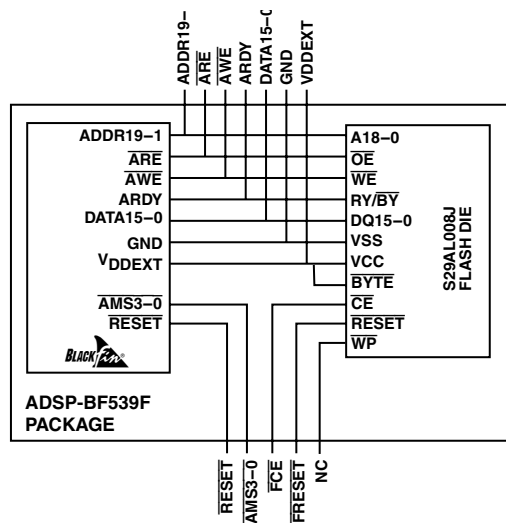 ADDR19-
ARE
AWE
ARDY
DATA15-0
GND
VDDEXT
ADDR19–1
ARE
AWE
ARDY
DATA15-0
GND
VDDEXT
AMS3–0
RESET
BLACKfin®
A18-0
OE
WE
RY/BY
DQ15-0
VSS
VCC
BYTE
CE
RESET
WP
S29AL008J
FLASH DIE
ADSP-BF539F
PACKAGE
RESET
AMS3–0
FCE
FRESET
NC